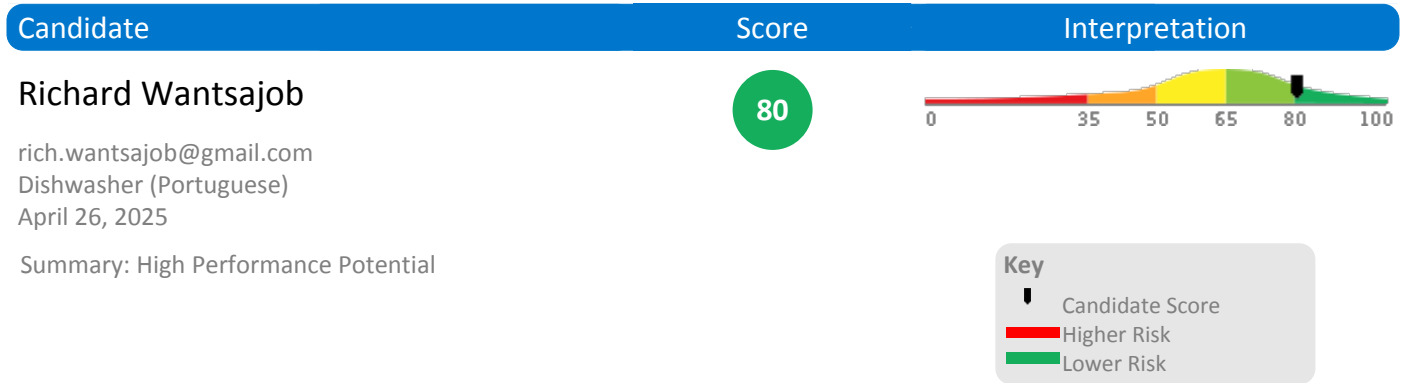 Candidate Score Interpretation
Richard Wantsajob
80
0 35 50 65 80 100
rich.wantsajob@gmail.com
Dishwasher (Portuguese)
April 26, 2025
Summary: High Performance Potential
Key
Candidate Score
Higher Risk
Lower Risk